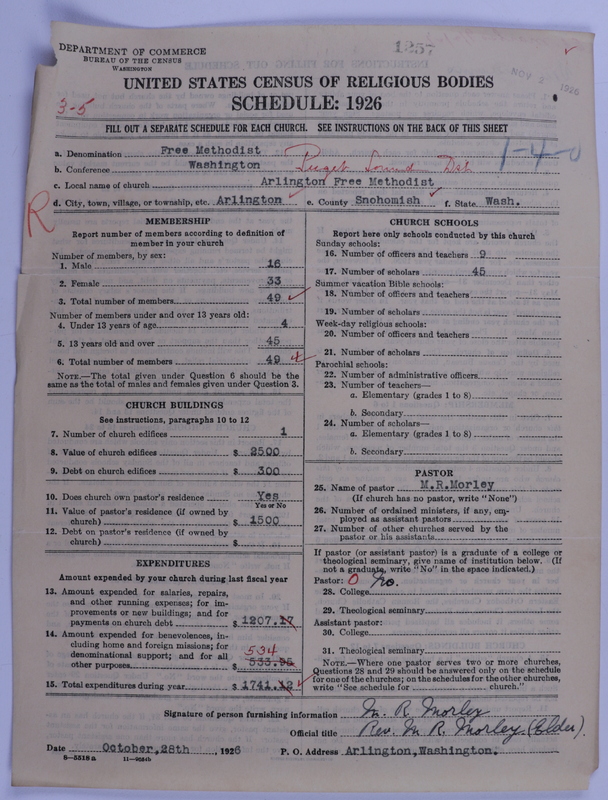 DEPARTMENT OF COMMERCE
BUREAU OF THE CENSUS
WASHINGTON
1257
NOV 2 1926
UNITED STATES CENSUS OF RELIGIOUS BODIES
3-5
SCHEDULE: 1926
FILL OUT A SEPARATE SCHEDULE FOR EACH CHURCH. SEE INSTRUCTIONS ON THE BACK OF THIS SHEET
a. Denomination Free Methodist
1-4-0
b. Conference Washington Puget Sound Dst
c. Local name of church Arlington Free Methodist
R
d. City, town, village, or township, etc. Arlington e. County Snohomish f. State Wash.
MEMBERSHIP
Report number of members according to definition of
member in your church
Number of members, by sex:
1. Male 16
2. Female 33
3. Total number of members 49
Number of members under and over 13 years old:
4. Under 13 years of age 4
5. 13 years old and over 45
6. Total number of members 49
NOTE.—The total given under Question 6 should be the
same as the total of males and females given under Question 3.
CHURCH BUILDINGS
See instructions, paragraphs 10 to 12
7. Number of church edifices 1
8. Value of church edifices $ 2500
9. Debt on church edifices $ 300
10. Does church own pastor's residence Yes
Yes or No
11. Value of pastor's residence (if owned by
church) $ 1500
12. Debt on pastor's residence (if owned by
church) $
EXPENDITURES
Amount expended by your church during last fiscal year
13. Amount expended for salaries, repairs,
and other running expenses; for im-
provements or new buildings; and for
payments on church debt $ 1207.17
14. Amount expended for benevolences, in-
cluding home and foreign missions; for
denominational support; and for all
other purposes $ 533.95
534
15. Total expenditures during year $ 1741.12
CHURCH SCHOOLS
Report here only schools conducted by this church
Sunday schools:
16. Number of officers and teachers 9
17. Number of scholars 45
Summer vacation Bible schools:
18. Number of officers and teachers
19. Number of scholars
Week-day religious schools:
20. Number of officers and teachers
21. Number of scholars
Parochial schools:
22. Number of administrative officers
23. Number of teachers—
a. Elementary (grades 1 to 8)
b. Secondary
24. Number of scholars—
a. Elementary (grades 1 to 8)
b. Secondary
PASTOR
25. Name of pastor M.R.Morley
(If church has no pastor, write "None")
26. Number of ordained ministers, if any, em-
ployed as assistant pastors
27. Number of other churches served by the
pastor or his assistants
If pastor (or assistant pastor) is a graduate of a college or
theological seminary, give name of institution below. (If
not a graduate, write "No" in the space indicated.)
Pastor: 0 No.
28. College
29. Theological seminary
Assistant pastor:
30. College
31. Theological seminary
NOTE.—Where one pastor serves two or more churches,
Questions 28 and 29 should be answered only on the schedule
for one of the churches; on the schedules for the other churches,
write "See schedule for church."
Signature of person furnishing information M. R. Morley
Official title Rev. M R. Morley (Elder).
Date October,28th, 1926 P. O. Address Arlington,Washington.
8-5518a 11-9684b